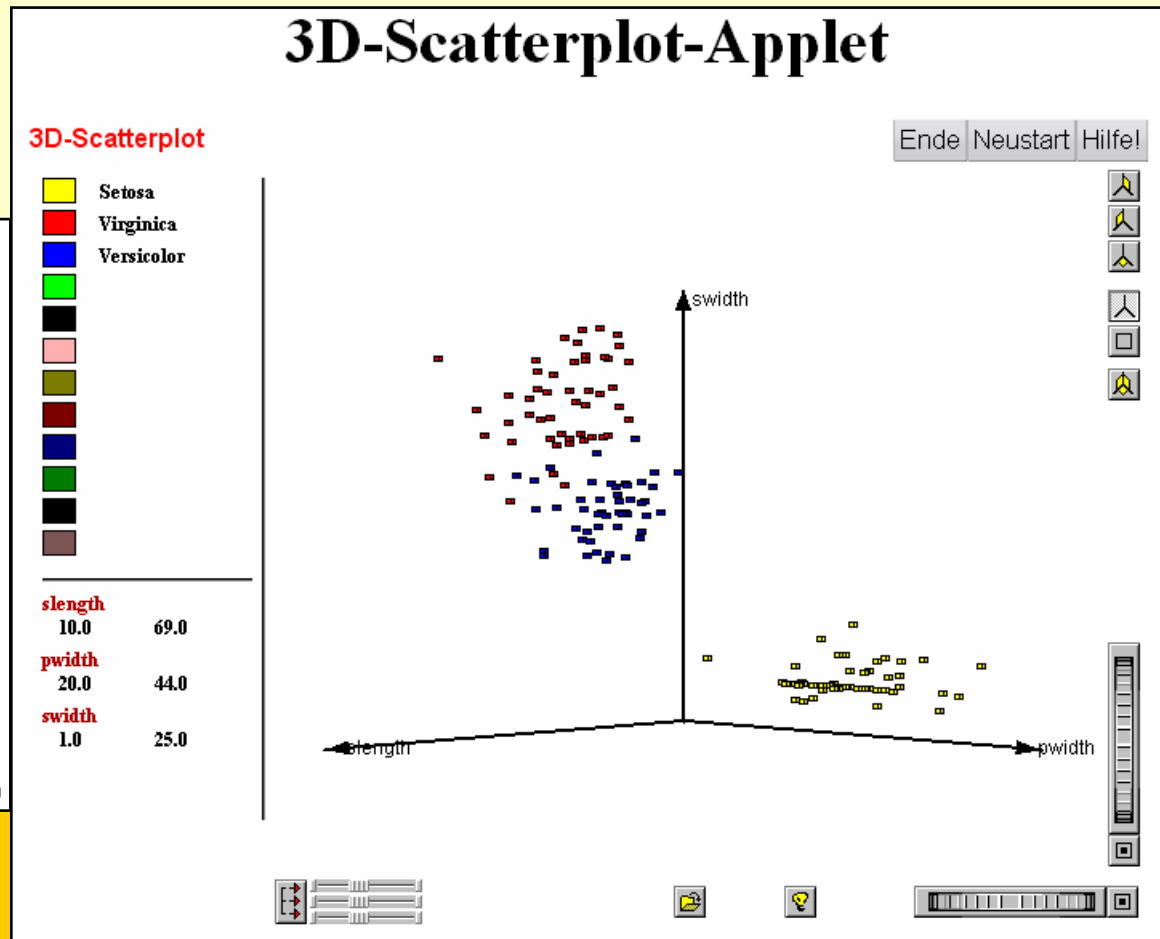 3D-Scatterplot-Applet
3D-Scatterplot
Ende Neustart Hilfe!
Setosa
Virginica
Versicolor
swidth
slength
10.0 69.0
pwidth
20.0 44.0
swidth
1.0 25.0
slength
pwidth